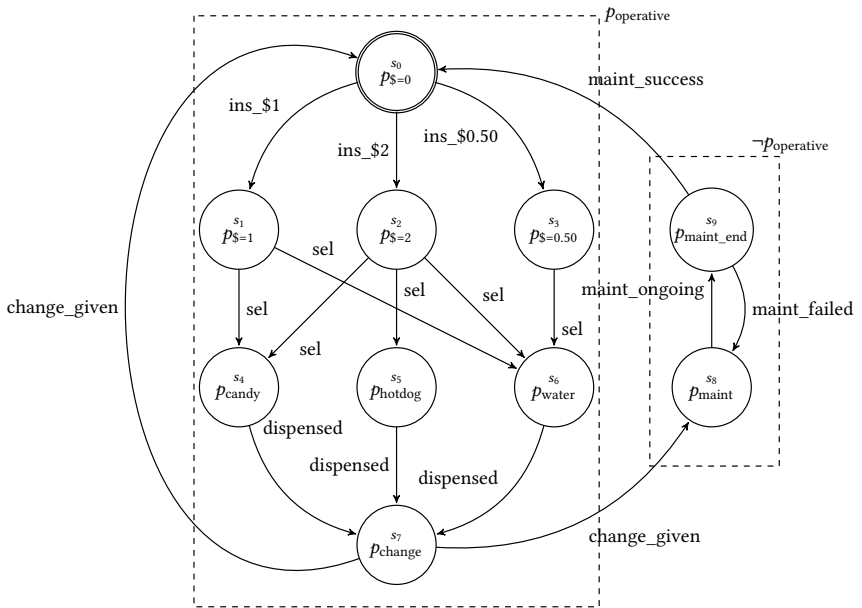 p_operative
s_0
p_$=0
maint_success
ins_$1
ins_$0.50
ins_$2
¬p_operative
s_1
p_$=1
s_2
p_$=2
s_3
p_$=0.50
s_9
p_maint_end
sel
sel
sel
maint_ongoing
change_given
sel
sel
sel
maint_failed
s_4
p_candy
s_5
p_hotdog
s_6
p_water
s_8
p_maint
dispensed
dispensed
dispensed
s_7
p_change
change_given